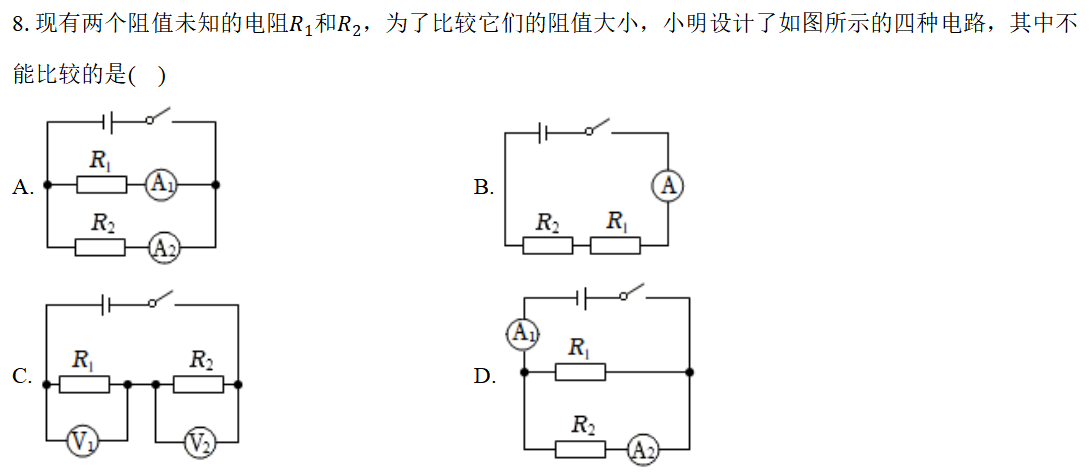 8. 现有两个阻值未知的电阻R₁和R₂，为了比较它们的阻值大小，小明设计了如图所示的四种电路，其中不
能比较的是( )
A.
R₁
A₁
R₂
A₂
B.
A
R₂ R₁
C.
R₁ R₂
V₁ V₂
D.
A₁
R₁
R₂
A₂